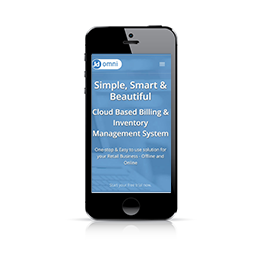 omni
Simple, Smart &
Beautiful
Cloud Based Billing &
Inventory
Management System
One-stop & Easy to use solution for
your Retail Business - Offline and
Online